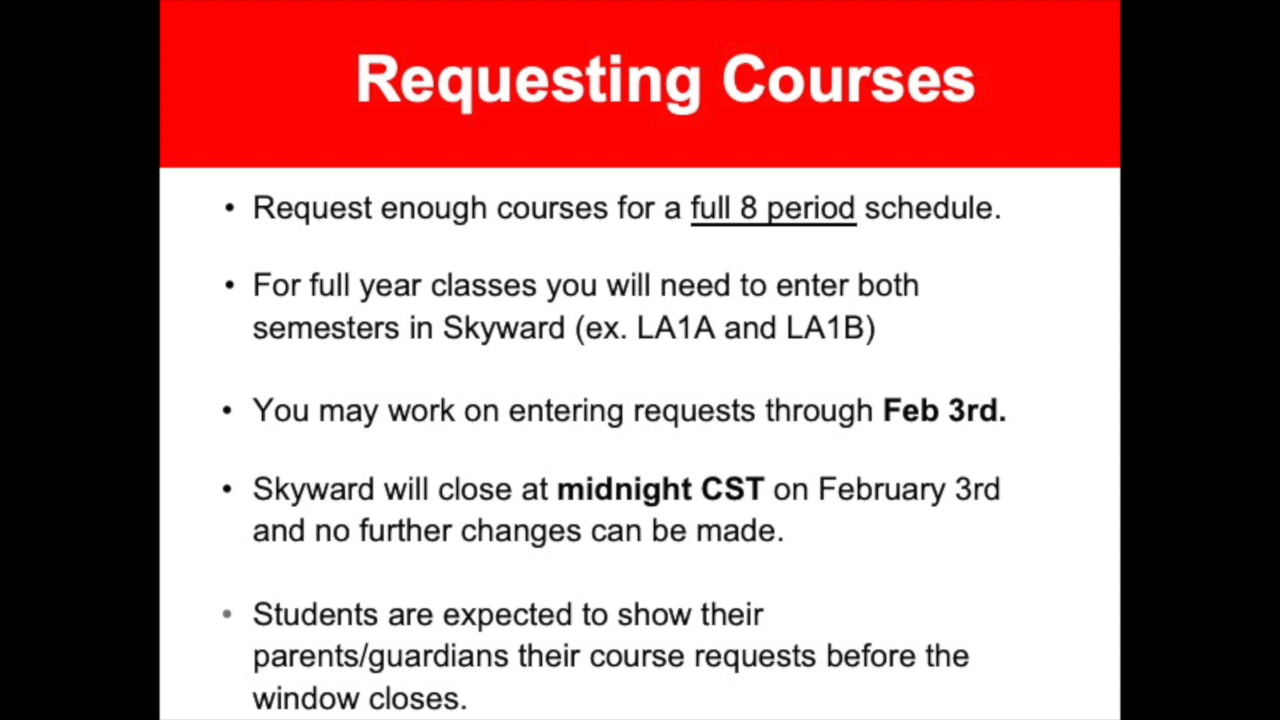 Requesting Courses
• Request enough courses for a full 8 period schedule.
• For full year classes you will need to enter both
semesters in Skyward (ex. LA1A and LA1B)
• You may work on entering requests through Feb 3rd.
• Skyward will close at midnight CST on February 3rd
and no further changes can be made.
• Students are expected to show their
parents/guardians their course requests before the
window closes.